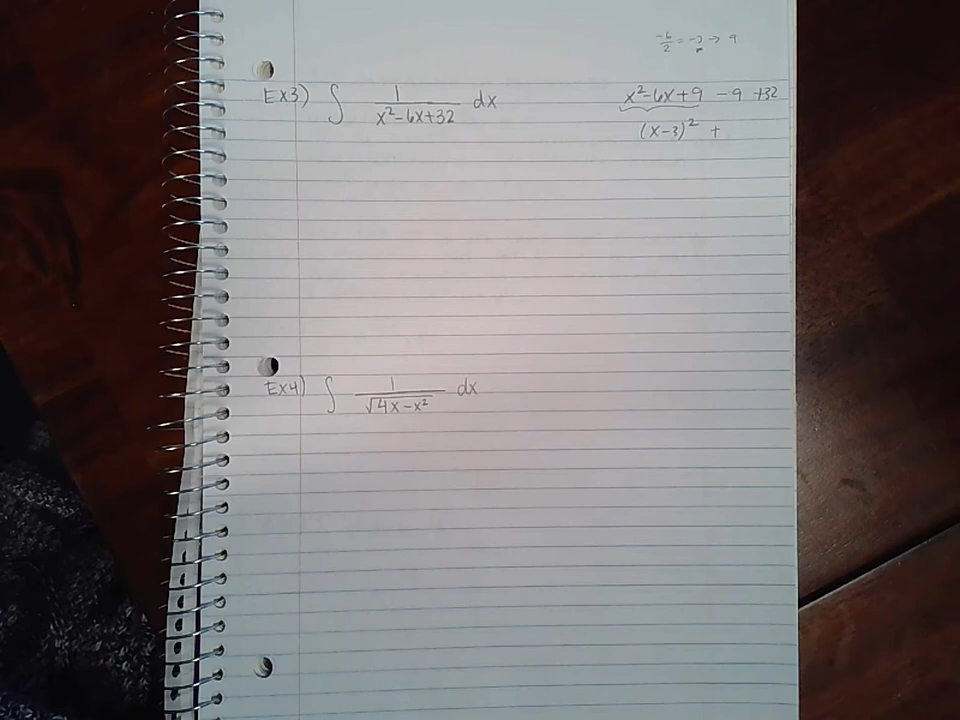 -6/2 = -3 → 9
Ex3) ∫ 1/(x²-6x+32) dx
x²-6x+9 -9 +32
(x-3)² +
Ex4) ∫ 1/√(4x-x²) dx